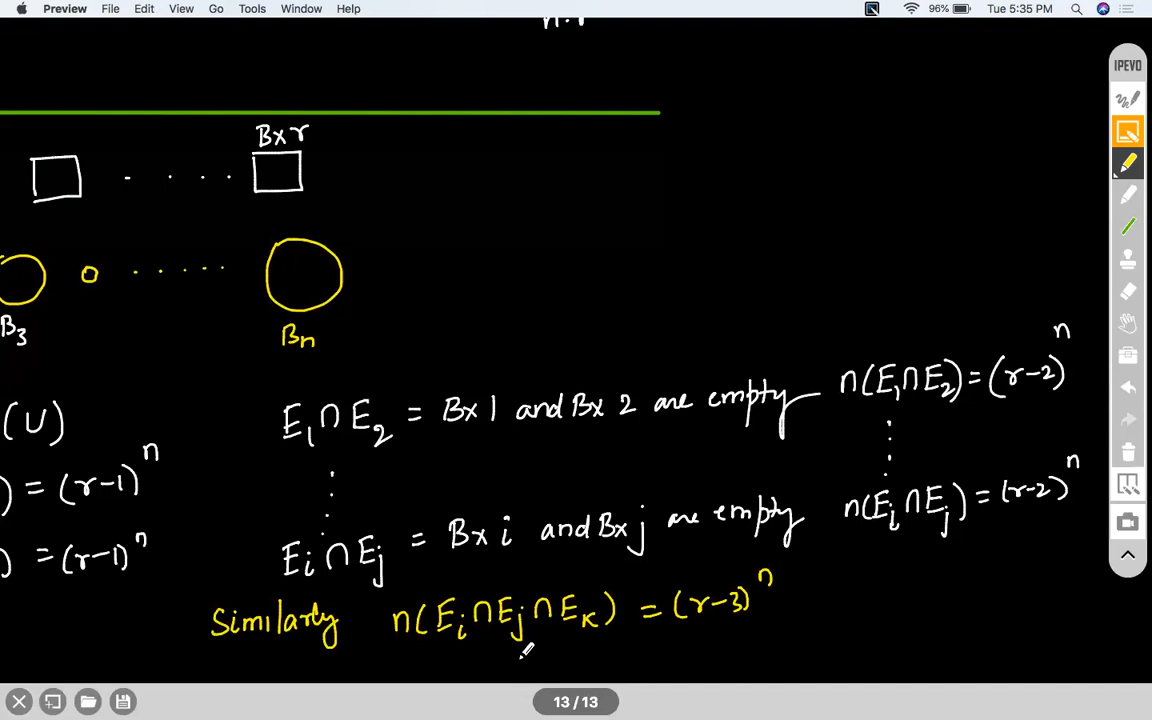 Preview File Edit View Tools Window Help 96% Tue 5:35 PM
IPEVO
Bx r
B3
Bn
(U)
) = (r-1)^n
) = (r-1)^n
E₁∩E₂ = Bx 1 and Bx 2 are empty n(E₁∩E₂) = (r-2)^n
Ei∩Ej = Bx i and Bx j are empty n(Ei∩Ej) = (r-2)^n
Similarly n(Ei∩Ej∩Eκ) = (r-3)^n
13/13